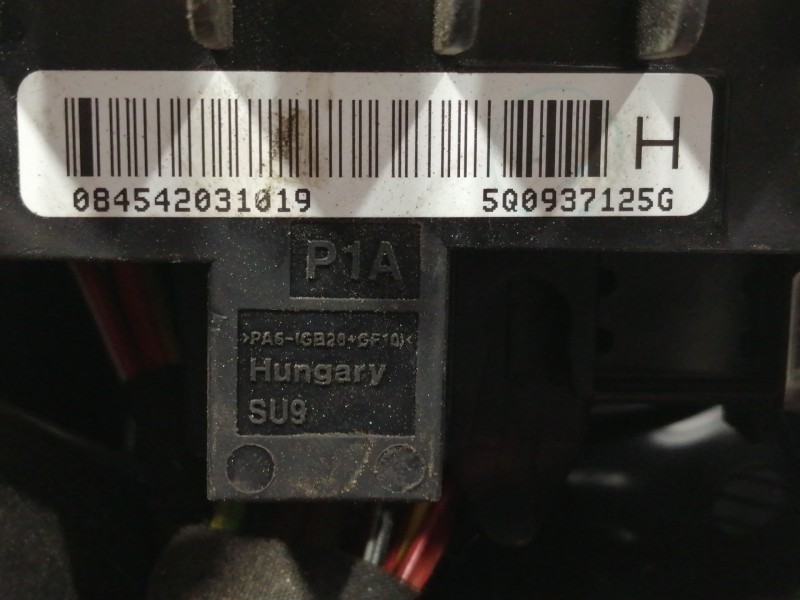 H
084542031019 5Q0937125G
P1A
>PA6-(GB20+GF10)<
Hungary
SU9